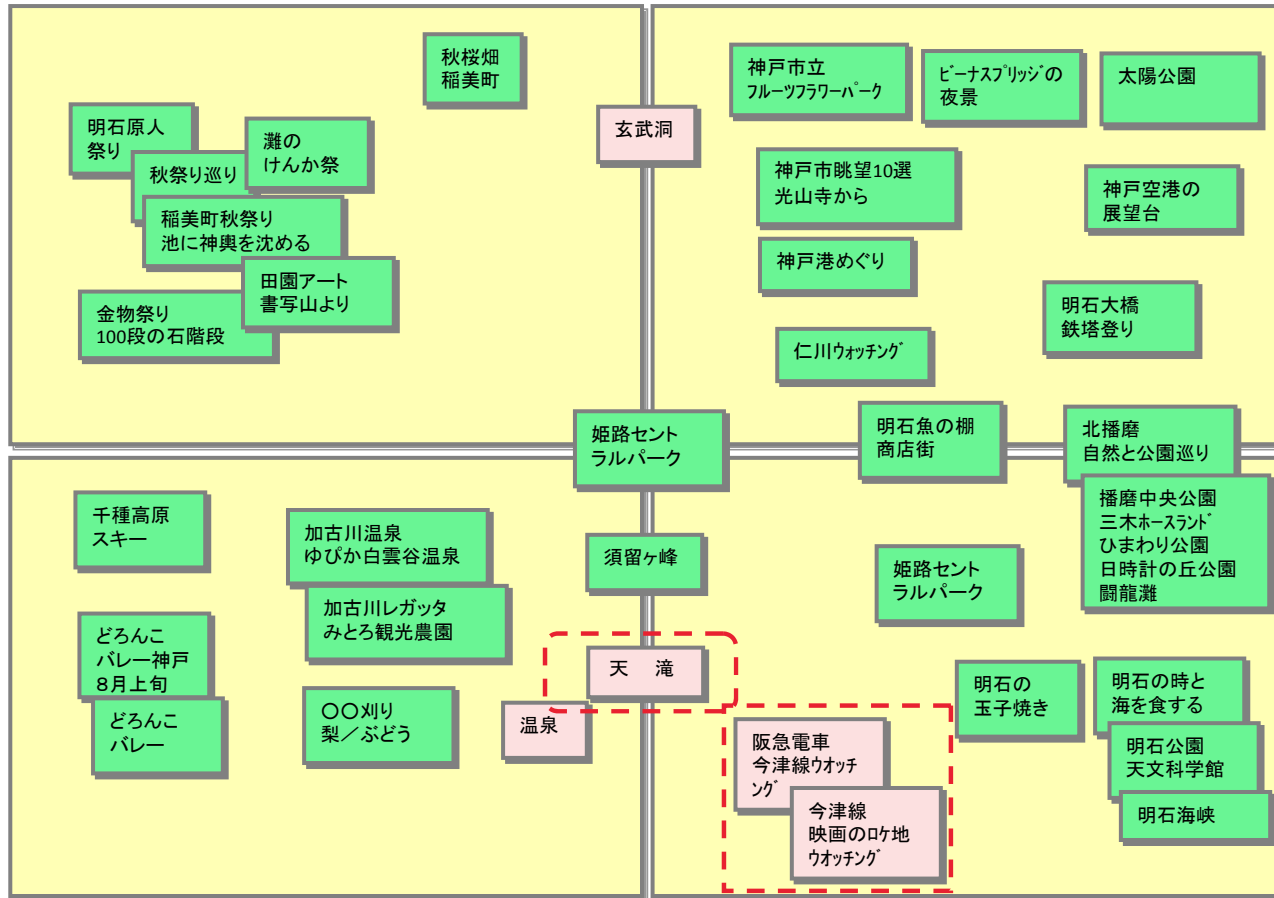 秋桜畑
稲美町
明石原人
祭り
灘の
けんか祭
秋祭り巡り
稲美町秋祭り
池に神輿を沈める
田園アート
書写山より
金物祭り
100段の石階段
玄武洞
神戸市立
フルーツフラワーパーク
ビーナスブリッジの
夜景
太陽公園
神戸市眺望10選
光山寺から
神戸空港の
展望台
神戸港めぐり
明石大橋
鉄塔登り
仁川ウォッチング
姫路セント
ラルパーク
明石魚の棚
商店街
北播磨
自然と公園巡り
播磨中央公園
三木ホースランド
ひまわり公園
日時計の丘公園
闘龍灘
千種高原
スキー
加古川温泉
ゆぴか白雲谷温泉
須留ヶ峰
姫路セント
ラルパーク
加古川レガッタ
みとろ観光農園
どろんこ
バレー神戸
８月上旬
どろんこ
バレー
〇〇刈り
梨／ぶどう
温泉
天　滝
阪急電車
今津線ウオッチ
ング
今津線
映画のロケ地
ウオッチング
明石の
玉子焼き
明石の時と
海を食する
明石公園
天文科学館
明石海峡